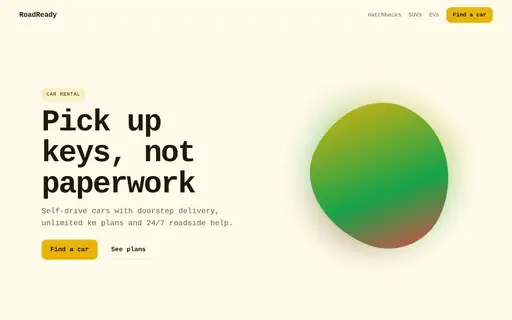 RoadReady
Hatchbacks SUVs EVs Find a car
CAR RENTAL
Pick up
keys, not
paperwork
Self-drive cars with doorstep delivery,
unlimited km plans and 24/7 roadside help.
Find a car See plans